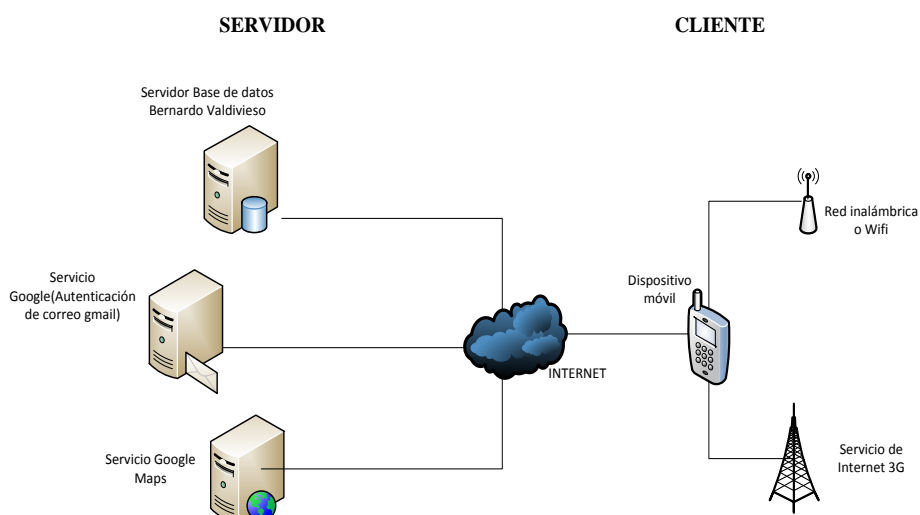 SERVIDOR
CLIENTE
Servidor Base de datos
Bernardo Valdivieso
Red inalámbrica
o Wifi
Servicio
Google(Autenticación
de correo gmail)
Dispositivo
móvil
INTERNET
Servicio Google
Maps
Servicio de
Internet 3G